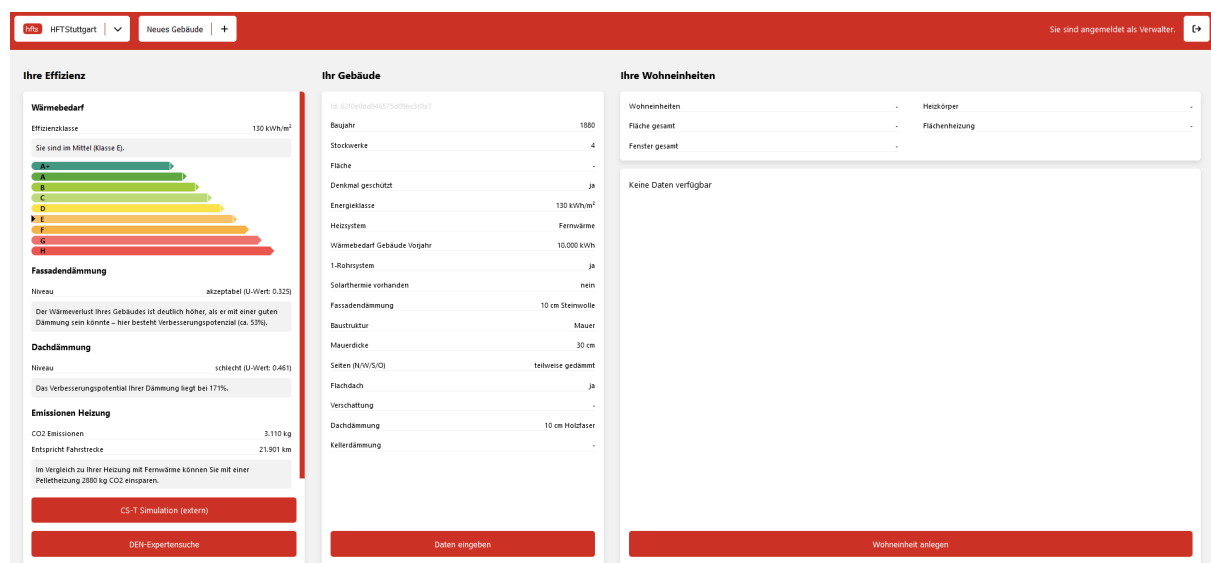 hfts HFTStuttgart Neues Gebäude + Sie sind angemeldet als Verwalter.
Ihre Effizienz
Wärmebedarf
Effizienzklasse 130 kWh/m²
Sie sind im Mittel (Klasse E).
A+
A
B
C
D
E
F
G
H
Fassadendämmung
Niveau akzeptabel (U-Wert: 0.325)
Der Wärmeverlust Ihres Gebäudes ist deutlich höher, als er mit einer guten
Dämmung sein könnte – hier besteht Verbesserungspotenzial (ca. 53%).
Dachdämmung
Niveau schlecht (U-Wert: 0.461)
Das Verbesserungspotential Ihrer Dämmung liegt bei 171%.
Emissionen Heizung
CO2 Emissionen 3.110 kg
Entspricht Fahrstrecke 21.901 km
Im Vergleich zu Ihrer Heizung mit Fernwärme können Sie mit einer
Pelletheizung 2880 kg CO2 einsparen.
CS-T Simulation (extern)
DEN-Expertensuche
Ihr Gebäude
Baujahr 1880
Stockwerke 4
Fläche -
Denkmal geschützt ja
Energieklasse 130 kWh/m²
Heizsystem Fernwärme
Wärmebedarf Gebäude Vorjahr 10.000 kWh
1-Rohrsystem ja
Solarthermie vorhanden nein
Fassadendämmung 10 cm Steinwolle
Baustruktur Mauer
Mauerdicke 30 cm
Seiten (N/W/S/O) teilweise gedämmt
Flachdach ja
Verschattung -
Dachdämmung 10 cm Holzfaser
Kellerdämmung -
Daten eingeben
Ihre Wohneinheiten
Wohneinheiten - Heizkörper -
Fläche gesamt - Flächenheizung -
Fenster gesamt -
Keine Daten verfügbar
Wohneinheit anlegen